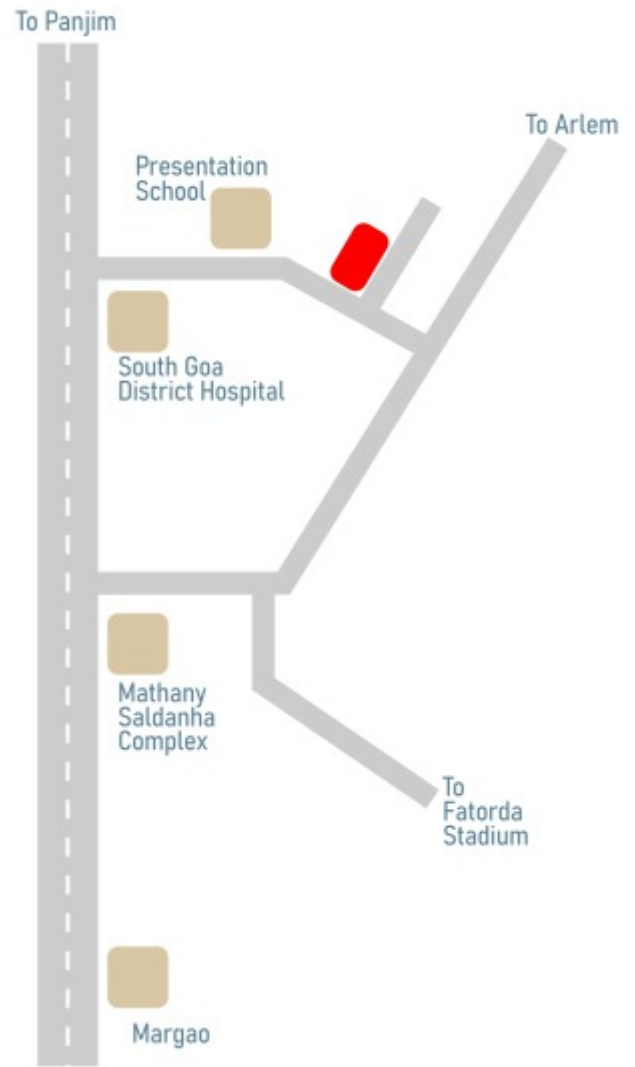 To Panjim
To Arlem
Presentation
School
South Goa
District Hospital
Mathany
Saldanha
Complex
To
Fatorda
Stadium
Margao